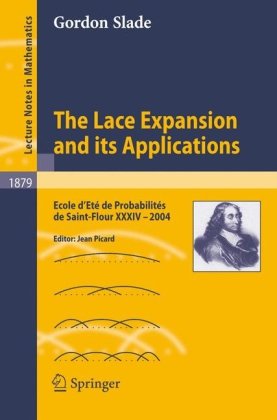 Gordon Slade
Lecture Notes in Mathematics
1879
The Lace Expansion
and its Applications
Ecole d'Eté de Probabilités
de Saint-Flour XXXIV – 2004
Editor: Jean Picard
Springer